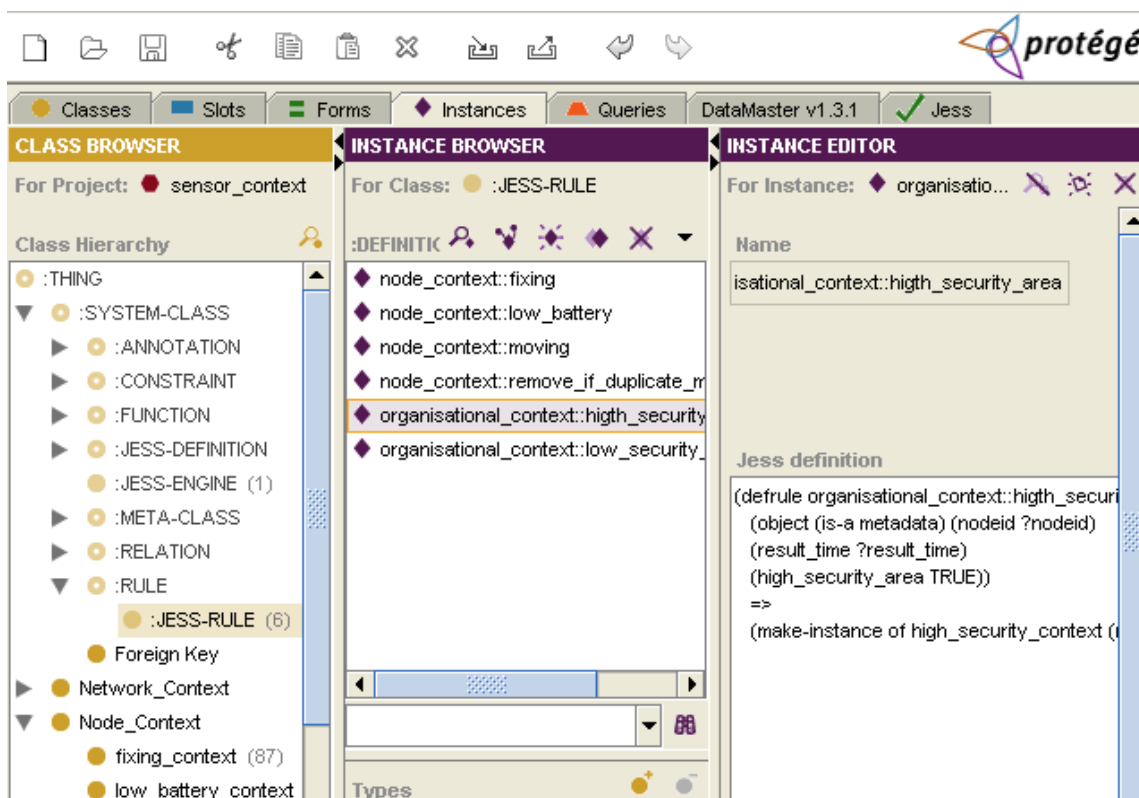 protégé
Classes Slots Forms Instances Queries DataMaster v1.3.1 Jess
CLASS BROWSER
For Project: sensor_context
Class Hierarchy
:THING
:SYSTEM-CLASS
:ANNOTATION
:CONSTRAINT
:FUNCTION
:JESS-DEFINITION
:JESS-ENGINE (1)
:META-CLASS
:RELATION
:RULE
:JESS-RULE (6)
Foreign Key
Network_Context
Node_Context
fixing_context (87)
low_battery_context
INSTANCE BROWSER
For Class: :JESS-RULE
:DEFINITIC
node_context::fixing
node_context::low_battery
node_context::moving
node_context::remove_if_duplicate_m
organisational_context::higth_security
organisational_context::low_security_
Types
INSTANCE EDITOR
For Instance: organisatio...
Name
isational_context::higth_security_area
Jess definition
(defrule organisational_context::higth_securi
(object (is-a metadata) (nodeid ?nodeid)
(result_time ?result_time)
(high_security_area TRUE))
=>
(make-instance of high_security_context (